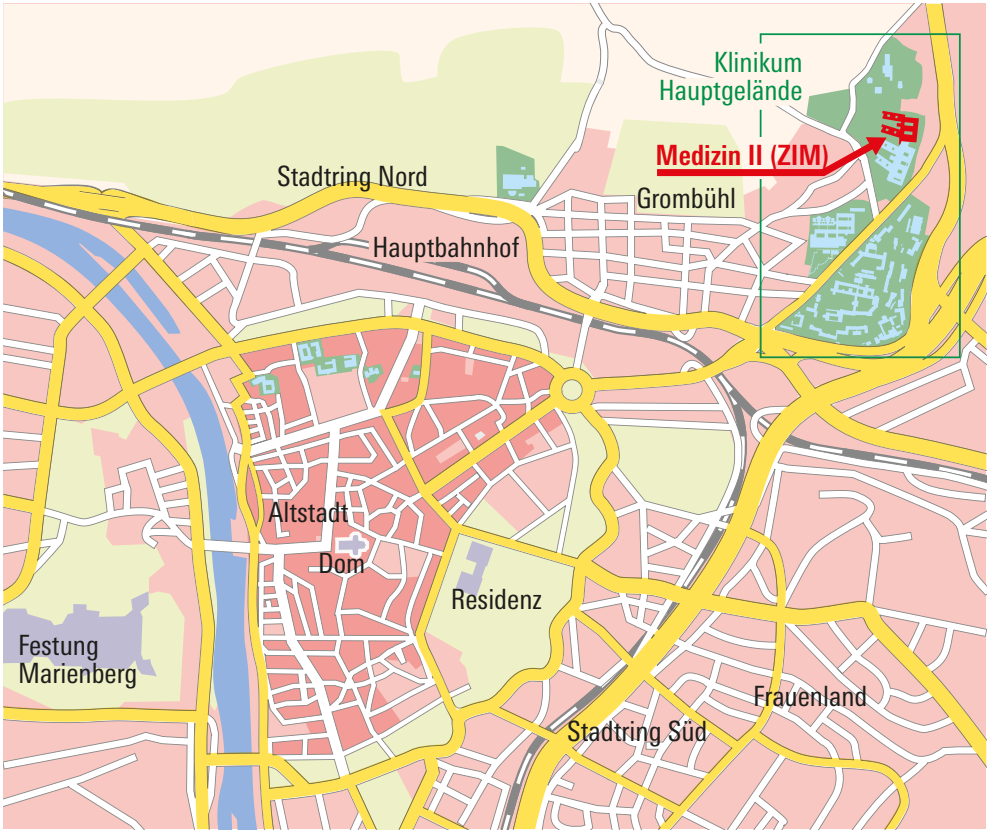 Klinikum
Hauptgelände
Medizin II (ZIM)
Stadtring Nord
Grombühl
Hauptbahnhof
Altstadt
Dom
Residenz
Festung
Marienberg
Frauenland
Stadtring Süd